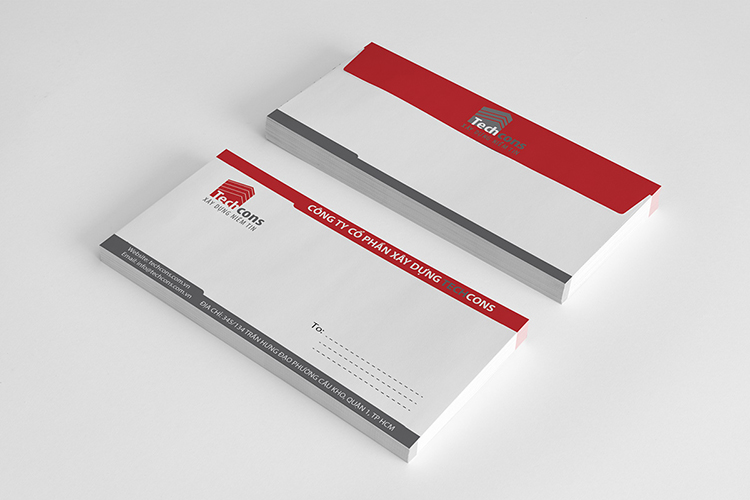 Techcons
XÂY DỰNG NIỀM TIN
Techcons
XÂY DỰNG NIỀM TIN
CÔNG TY CỔ PHẦN XÂY DỰNG TECHCONS
To:
Website: techcons.com.vn
Email: info@techcons.com.vn
ĐỊA CHỈ: 345/134 TRẦN HƯNG ĐẠO PHƯỜNG CẦU KHO, QUẬN 1, TP HCM